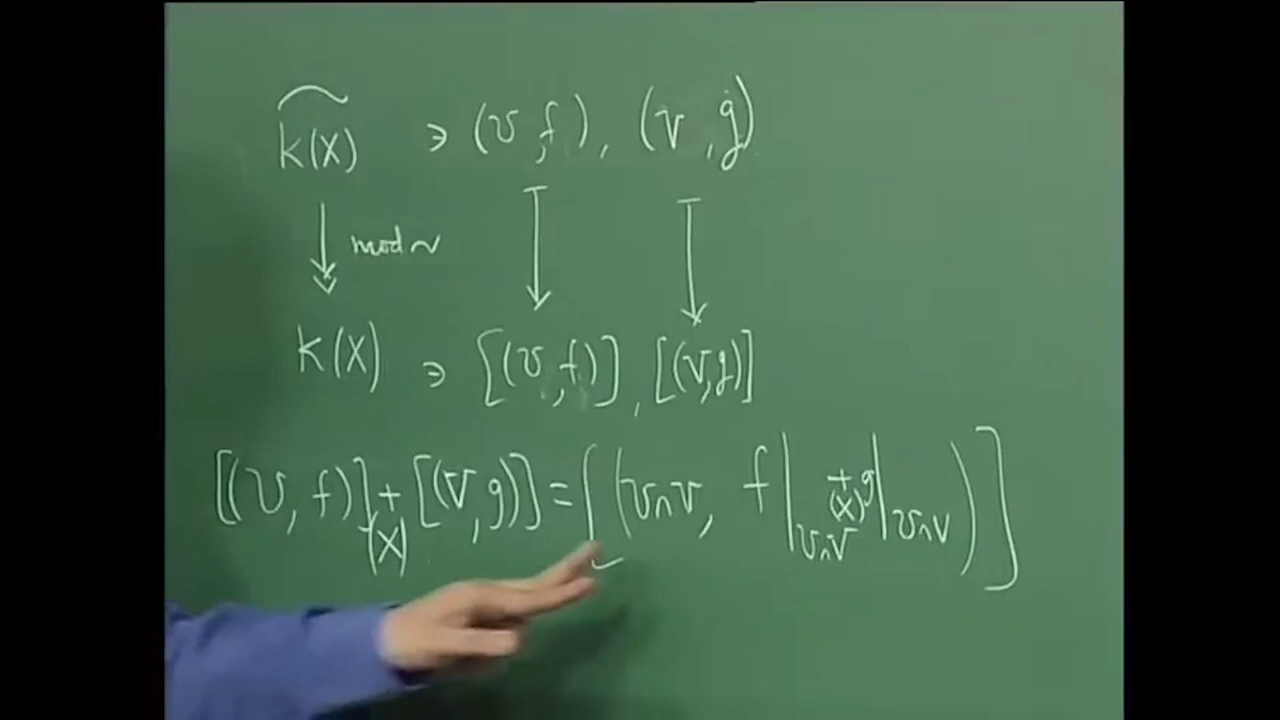 k͠(X) ∋ (U, f), (V, g)
mod ~
k(X) ∋ [(U, f)], [(V, g)]
[(U, f)] + (×) [(V, g)] = [(U∩V, f|U∩V + (×) g|U∩V)]